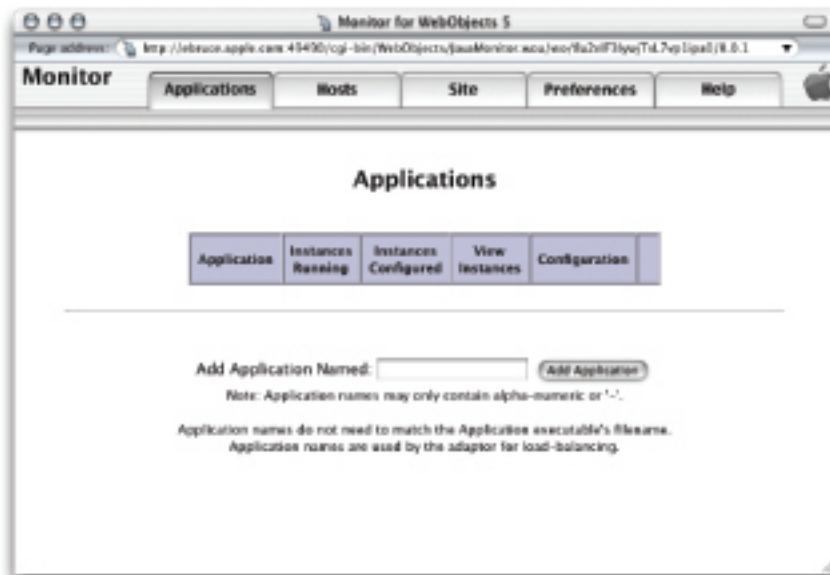 Monitor for WebObjects 5
Page address:
Monitor
Applications
Hosts
Site
Preferences
Help
Applications
Application
Instances Running
Instances Configured
View Instances
Configuration
Add Application Named:
Add Application
Note: Application names may only contain alpha-numeric or '-'.
Application names do not need to match the Application executable's filename.
Application names are used by the adaptor for load-balancing.